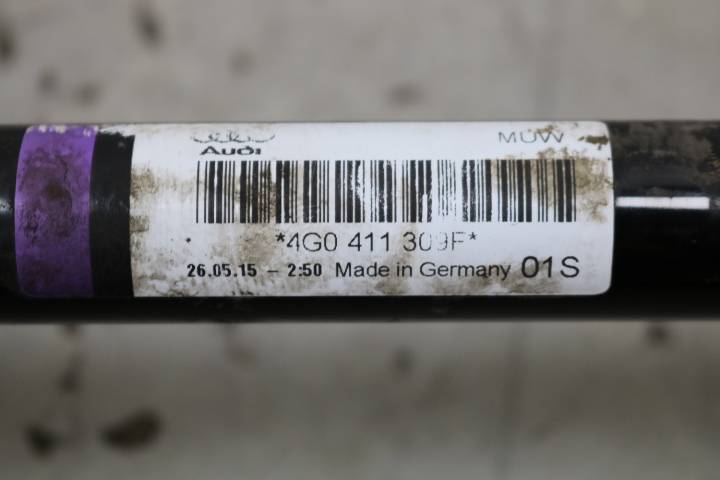 Audi MUW
*4G0 411 309F*
26.05.15 - 2:50 Made in Germany 01S